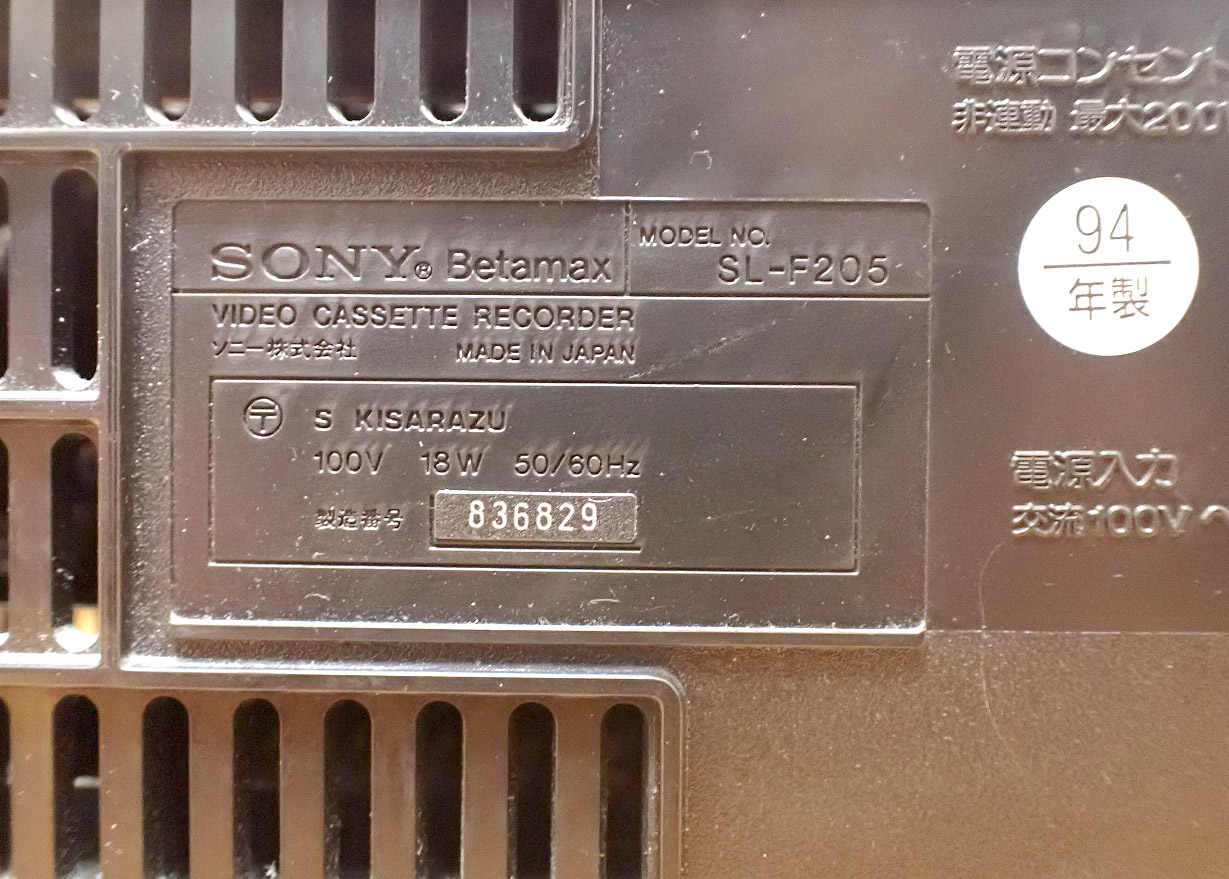 電源コンセント
非連動 最大200
SONY® Betamax
MODEL NO.
SL-F205
94
年製
VIDEO CASSETTE RECORDER
ソニー株式会社 MADE IN JAPAN
〒 S KISARAZU
100V 18W 50/60Hz
製造番号 836829
電源入力
交流100V